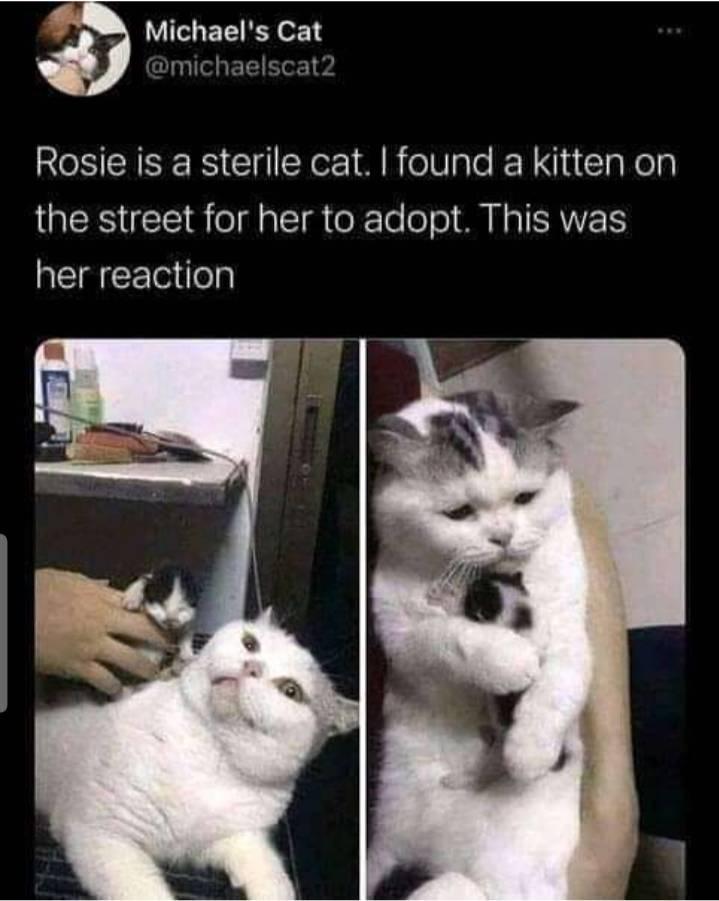 Michael's Cat
@michaelscat2
Rosie is a sterile cat. I found a kitten on
the street for her to adopt. This was
her reaction